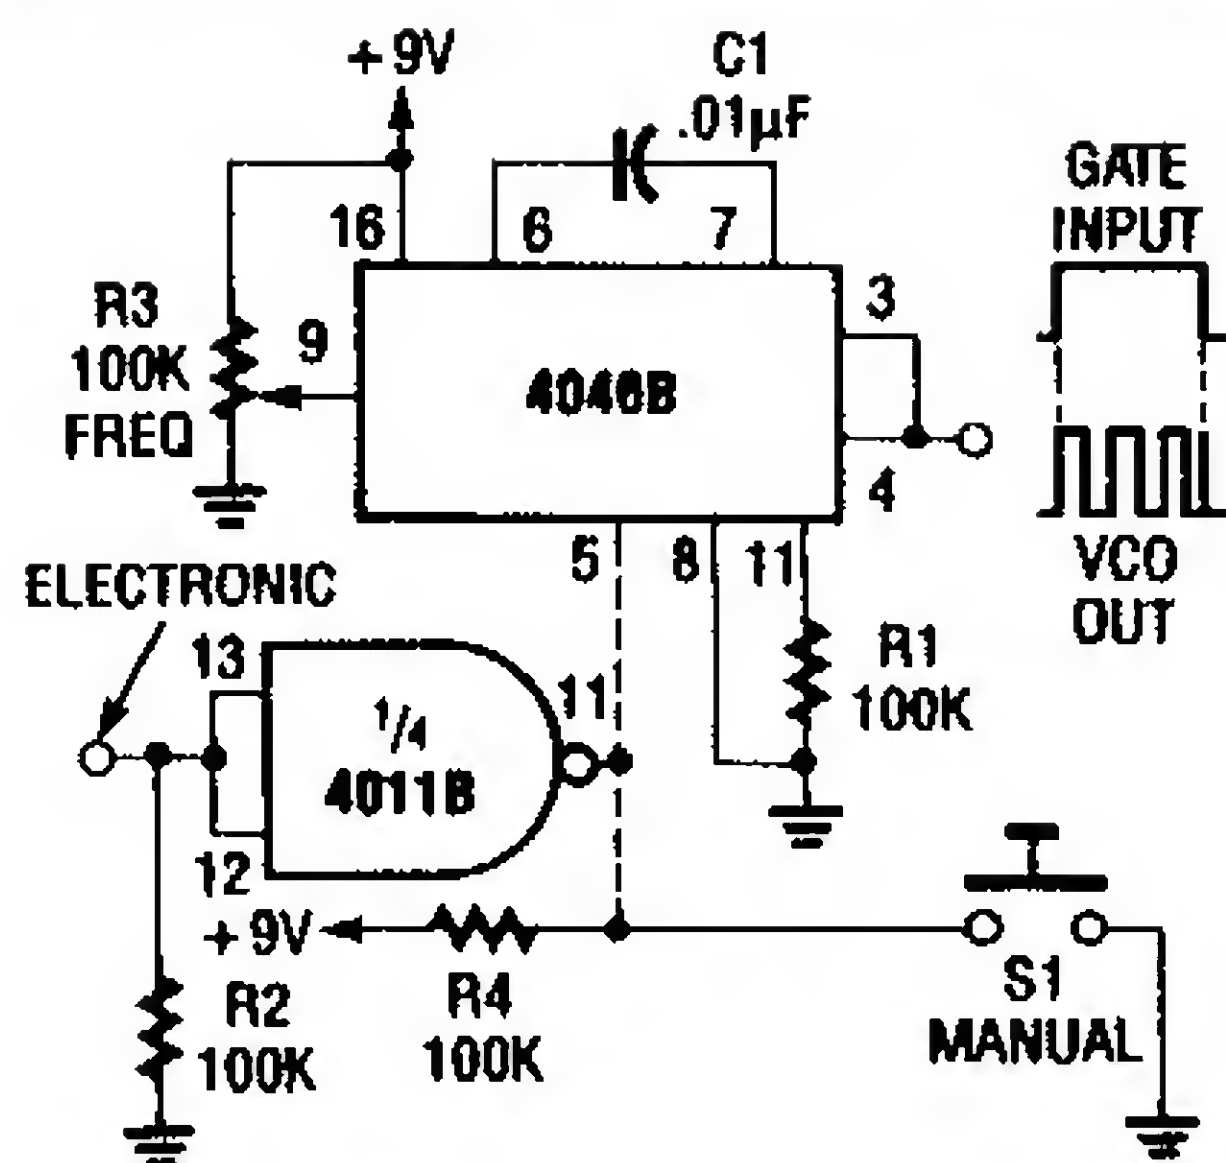 +9V
C1
.01µF
16
6
7
GATE
INPUT
R3
100K
FREQ
9
4046B
3
4
5
8
11
VCO
OUT
ELECTRONIC
13
12
1/4
4011B
11
R1
100K
+9V
R2
100K
R4
100K
S1
MANUAL